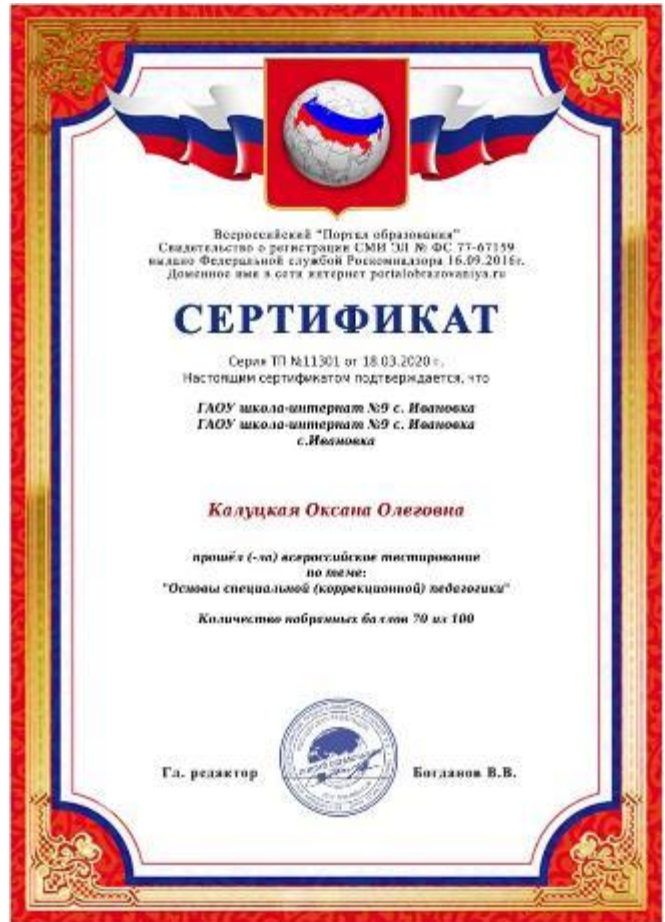 Всероссийский "Портал образования"
Свидетельство о регистрации СМИ ЭЛ № ФС 77-67159
выдано Федеральной службой Роскомнадзора 16.09.2016г.
Доменное имя в сети интернет portalobrazovaniya.ru
СЕРТИФИКАТ
Серия ТП №11301 от 18.03.2020 г.
Настоящим сертификатом подтверждается, что
ГАОУ школа-интернат №9 с. Ивановка
ГАОУ школа-интернат №9 с. Ивановка
с.Ивановка
Калуцкая Оксана Олеговна
прошёл (-ла) всероссийское тестирование
по теме:
"Основы специальной (коррекционной) педагогики"
Количество набранных баллов 70 из 100
Гл. редактор
Богданов В.В.